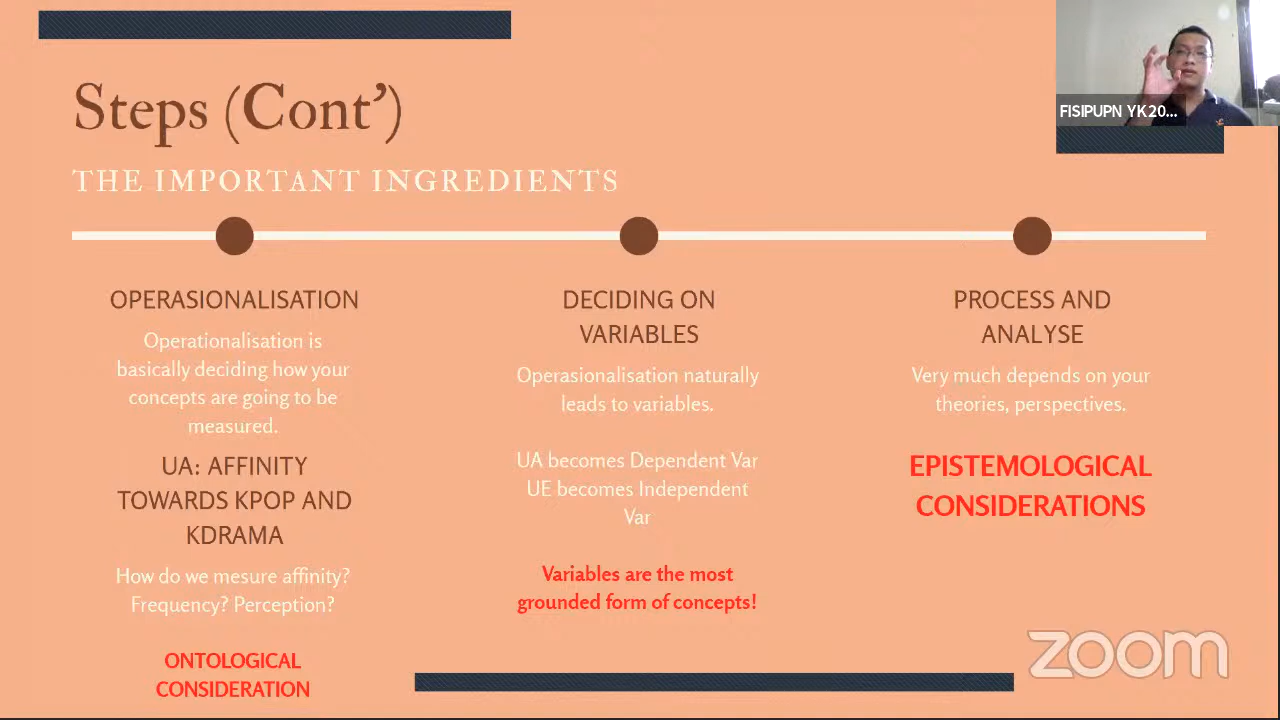 Steps (Cont')
THE IMPORTANT INGREDIENTS
FISIPUPN YK20...
OPERASIONALISATION
Operationalisation is
basically deciding how your
concepts are going to be
measured.
UA: AFFINITY
TOWARDS KPOP AND
KDRAMA
How do we mesure affinity?
Frequency? Perception?
ONTOLOGICAL
CONSIDERATION
DECIDING ON
VARIABLES
Operasionalisation naturally
leads to variables.
UA becomes Dependent Var
UE becomes Independent
Var
Variables are the most
grounded form of concepts!
PROCESS AND
ANALYSE
Very much depends on your
theories, perspectives.
EPISTEMOLOGICAL
CONSIDERATIONS
zoom